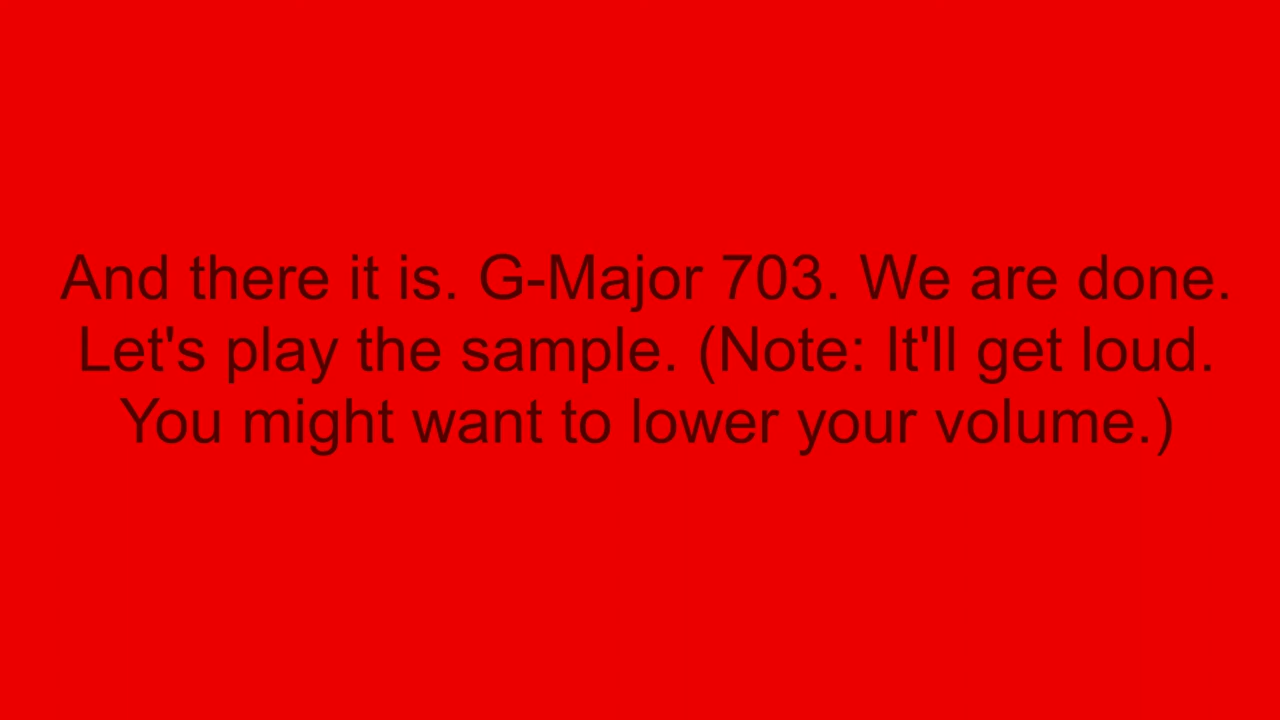 And there it is. G-Major 703. We are done.
Let's play the sample. (Note: It'll get loud.
You might want to lower your volume.)